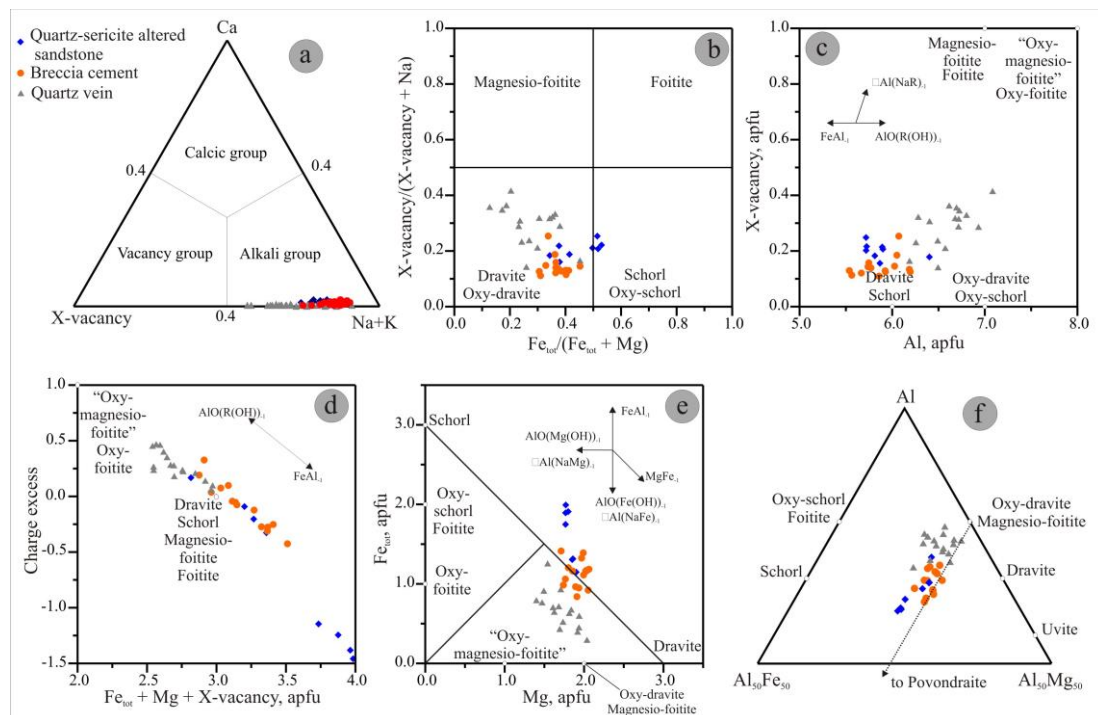 Quartz-sericite altered
sandstone
Breccia cement
Quartz vein
a
Ca
0.4
0.4
Calcic group
Vacancy group
Alkali group
X-vacancy
0.4
Na+K
b
X-vacancy/(X-vacancy + Na)
1.0
0.8
0.6
0.4
0.2
0.0
Magnesio-foitite
Foitite
Dravite
Oxy-dravite
Schorl
Oxy-schorl
0.0 0.2 0.4 0.6 0.8 1.0
Fetot/(Fetot + Mg)
c
X-vacancy, apfu
1.0
0.8
0.6
0.4
0.2
0.0
Magnesio-
foitite
Foitite
“Oxy-
magnesio-
foitite”
Oxy-foitite
□Al(NaR)-1
FeAl-1
AlO(R(OH))-1
Dravite
Schorl
Oxy-dravite
Oxy-schorl
5.0 6.0 7.0 8.0
Al, apfu
d
Charge excess
1.0
0.5
0.0
-0.5
-1.0
-1.5
“Oxy-
magnesio-
foitite”
Oxy-
foitite
AlO(R(OH))-1
FeAl-1
Dravite
Schorl
Magnesio-
foitite
Foitite
2.0 2.5 3.0 3.5 4.0
Fetot + Mg + X-vacancy, apfu
e
Fetot, apfu
3.0
2.0
1.0
0.0
Schorl
FeAl-1
AlO(Mg(OH))-1
□Al(NaMg)-1
MgFe-1
AlO(Fe(OH))-1
□Al(NaFe)-1
Oxy-
schorl
Foitite
Oxy-
foitite
“Oxy-
magnesio-foitite”
Dravite
0.0 1.0 2.0 3.0
Mg, apfu
Oxy-dravite
Magnesio-foitite
f
Al
Oxy-schorl
Foitite
Oxy-dravite
Magnesio-foitite
Schorl
Dravite
Uvite
Al50Fe50
to Povondraite
Al50Mg50